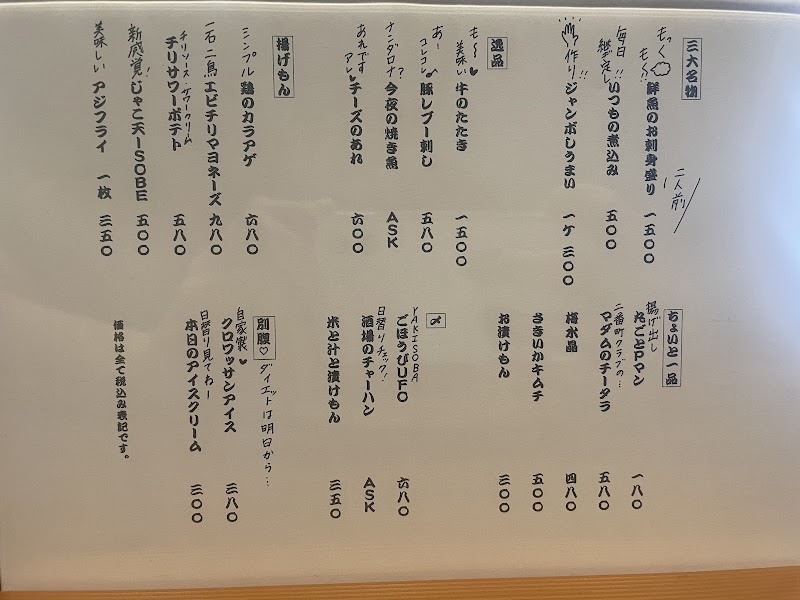 三大名物
もっくもく?!
鮮魚のお刺身盛り 一五〇〇
二人前
毎日継ぎ足し!!
いつもの煮込み 五〇〇
手作り!!
ジャンボしうまい 一ケ 三〇〇
逸品
も〜美味い♥
牛のたたき 一五〇〇
あーコレコレ
豚しブー刺し 五八〇
ナンダロナ?
今夜の焼き魚 ASK
あれですアレ♥
チーズのあれ 六〇〇
揚げもん
シンプル 鶏のカラアゲ 六八〇
一石二鳥 エビチリマヨネーズ 九八〇
チリソース サワークリーム
チリサワーポテト 五八〇
新感覚! じゃこ天ーSOBE 五〇〇
美味しい アジフライ 一枚 三五〇
ちょいと一品
揚げ出し
丸ごとPマン 一八〇
二番町クラブの…
マダムのチータラ 五八〇
梅水晶 四八〇
さきいかキムチ 五〇〇
お漬けもん 三〇〇
〆
YAKISOBA
ごほうびUFO 六八〇
日替りチェック!
酒場のチャーハン ASK
米と汁と漬けもん 三五〇
別腹♡ ダイエットは明日から…
自家製♥
クロワッサンアイス 三八〇
日替り見てねー
本日のアイスクリーム 三〇〇
価格は全て税込み表記です。